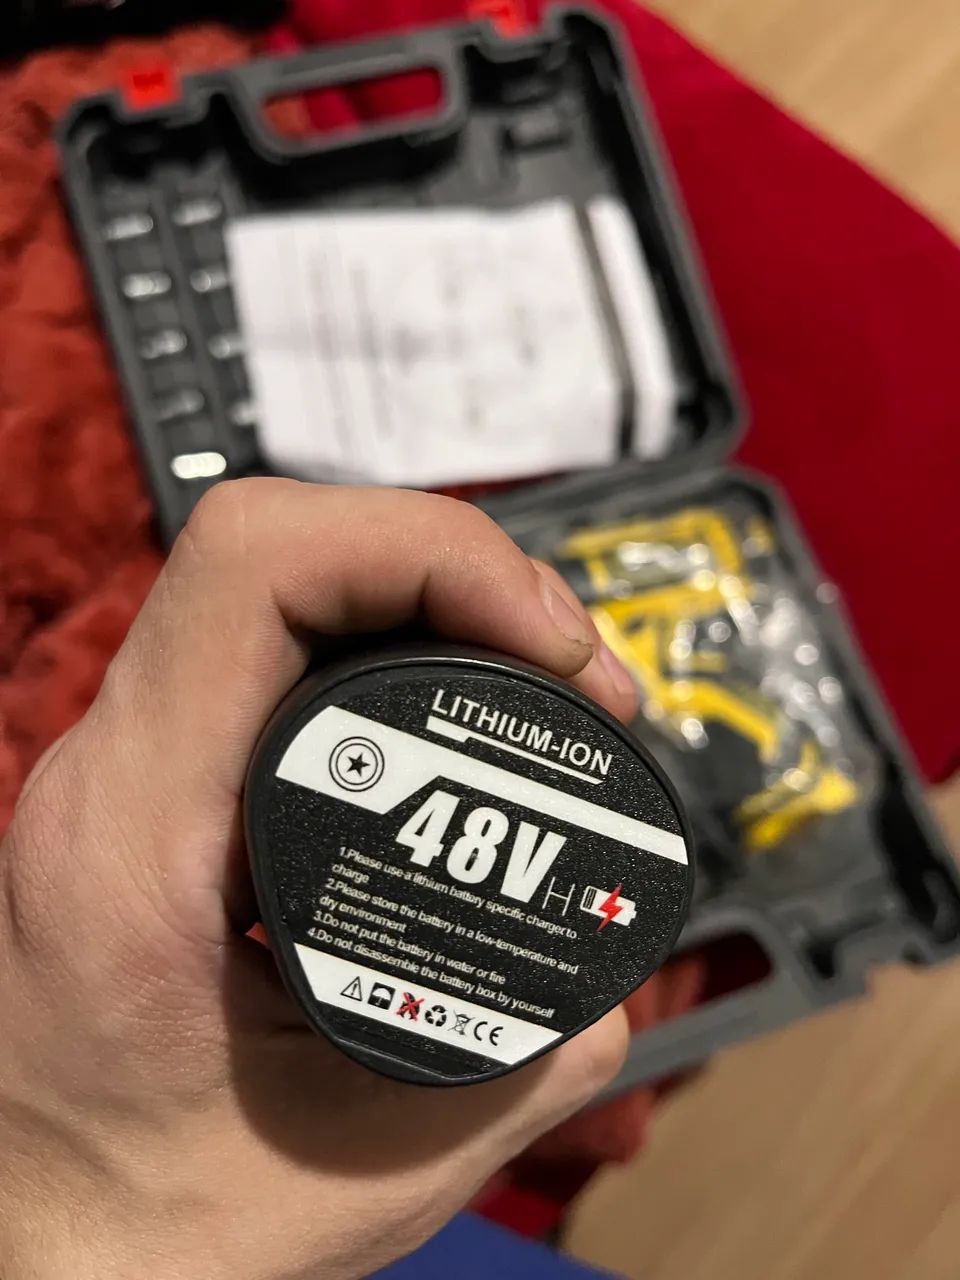 LITHIUM-ION
48V H
1.Please use a lithium battery specific charger to
charge
2.Please store the battery in a low-temperature and
dry environment
3.Do not put the battery in water or fire
4.Do not disassemble the battery box by yourself
CE